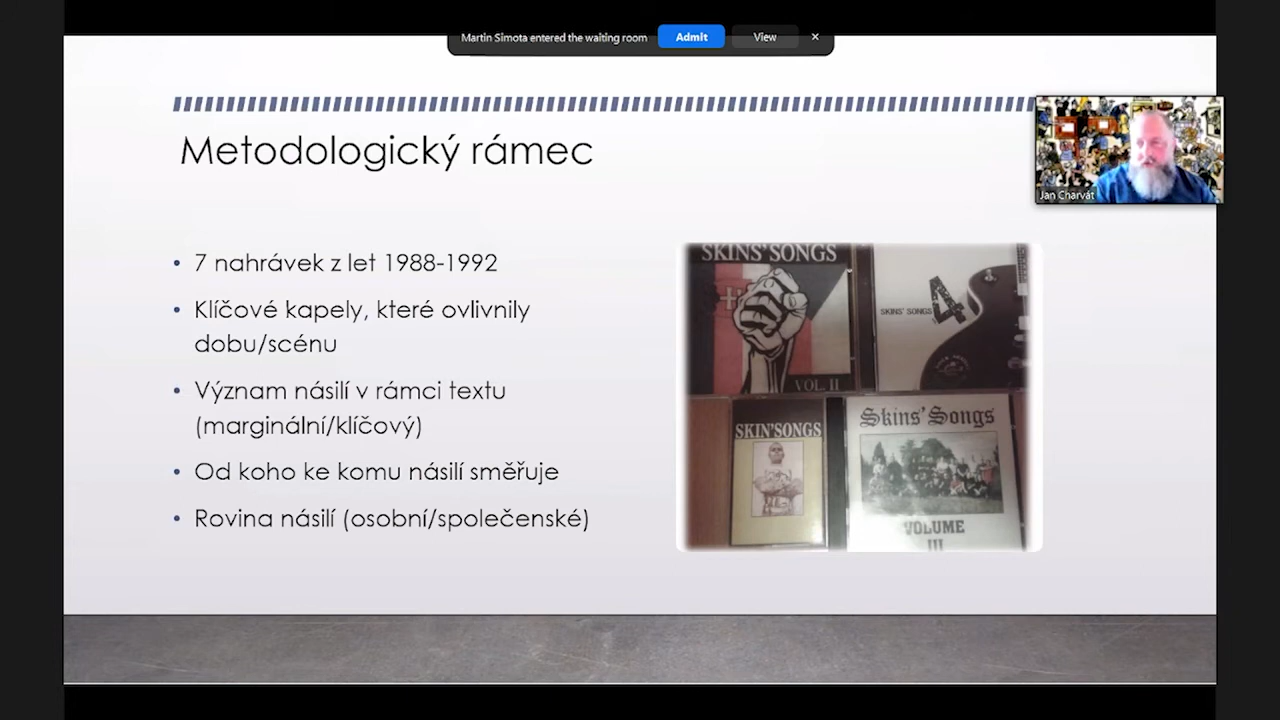 Martin Simota entered the waiting room
Admit
View
×
Metodologický rámec
Jan Charvát
• 7 nahrávek z let 1988-1992
• Klíčové kapely, které ovlivnily
dobu/scénu
• Význam násilí v rámci textu
(marginální/klíčový)
• Od koho ke komu násilí směřuje
• Rovina násilí (osobní/společenské)
SKINS' SONGS
VOL. II
SKINS' SONGS
4
SKIN'SONGS
Skins' Songs
VOLUME
III